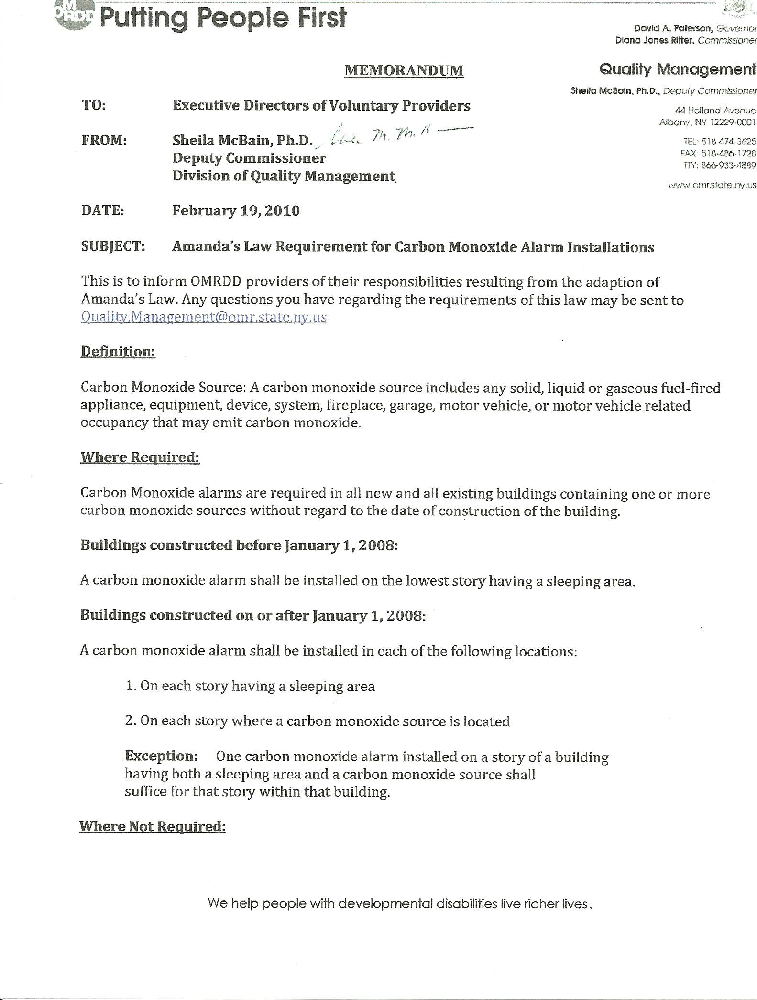 OMRDD Putting People First
David A. Paterson, Governor
Diana Jones Ritter, Commissioner
MEMORANDUM
Quality Management
Sheila McBain, Ph.D., Deputy Commissioner
44 Holland Avenue
Albany, NY 12229-0001
TEL: 518-474-3625
FAX: 518-486-1728
TTY: 866-933-4889
www.omr.state.ny.us
TO: Executive Directors of Voluntary Providers
FROM: Sheila McBain, Ph.D.
Deputy Commissioner
Division of Quality Management
DATE: February 19, 2010
SUBJECT: Amanda's Law Requirement for Carbon Monoxide Alarm Installations
This is to inform OMRDD providers of their responsibilities resulting from the adaption of
Amanda's Law. Any questions you have regarding the requirements of this law may be sent to
Quality.Management@omr.state.ny.us
Definition:
Carbon Monoxide Source: A carbon monoxide source includes any solid, liquid or gaseous fuel-fired
appliance, equipment, device, system, fireplace, garage, motor vehicle, or motor vehicle related
occupancy that may emit carbon monoxide.
Where Required:
Carbon Monoxide alarms are required in all new and all existing buildings containing one or more
carbon monoxide sources without regard to the date of construction of the building.
Buildings constructed before January 1, 2008:
A carbon monoxide alarm shall be installed on the lowest story having a sleeping area.
Buildings constructed on or after January 1, 2008:
A carbon monoxide alarm shall be installed in each of the following locations:
1. On each story having a sleeping area
2. On each story where a carbon monoxide source is located
Exception: One carbon monoxide alarm installed on a story of a building
having both a sleeping area and a carbon monoxide source shall
suffice for that story within that building.
Where Not Required:
We help people with developmental disabilities live richer lives.